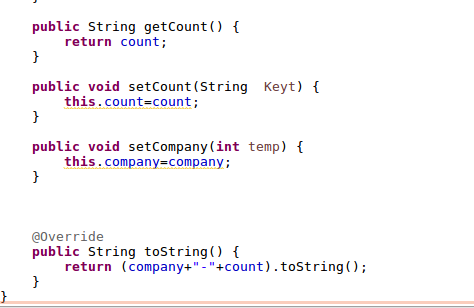 public String getCount() {
return count;
}
public void setCount(String  Keyt) {
this.count=count;
}
public void setCompany(int temp) {
this.company=company;
}
@Override
public String toString() {
return (company+"-"+count).toString();
}
}